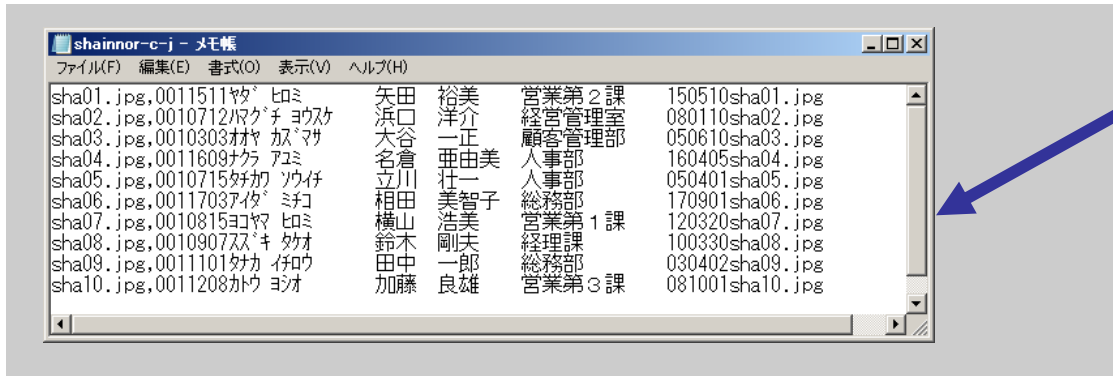 shainnor-c-j - メモ帳
ファイル(F) 編集(E) 書式(O) 表示(V) ヘルプ(H)
sha01.jpg,0011511ﾔﾀﾞ ﾋﾛﾐ 矢田 裕美 営業第２課 150510sha01.jpg
sha02.jpg,0010712ﾊﾏｸﾞﾁ ﾖｳｽｹ 浜口 洋介 経営管理室 080110sha02.jpg
sha03.jpg,0010303ｵｵﾔ ｶｽﾞﾏｻ 大谷 一正 顧客管理部 050610sha03.jpg
sha04.jpg,0011609ﾅｸﾗ ｱﾕﾐ 名倉 亜由美 人事部 160405sha04.jpg
sha05.jpg,0010715ﾀﾁｶﾜ ｿｳｲﾁ 立川 壮一 人事部 050401sha05.jpg
sha06.jpg,0011703ｱｲﾀﾞ ﾐﾁｺ 相田 美智子 総務部 170901sha06.jpg
sha07.jpg,0010815ﾖｺﾔﾏ ﾋﾛﾐ 横山 浩美 営業第１課 120320sha07.jpg
sha08.jpg,0010907ｽｽﾞｷ ﾀｹｵ 鈴木 剛夫 経理課 100330sha08.jpg
sha09.jpg,0011101ﾀﾅｶ ｲﾁﾛｳ 田中 一郎 総務部 030402sha09.jpg
sha10.jpg,0011208ｶﾄｳ ﾖｼｵ 加藤 良雄 営業第３課 081001sha10.jpg